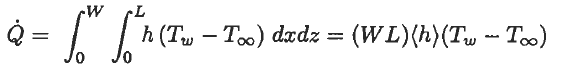 Q̇ = ∫₀^W ∫₀^L h (T_w − T_∞) dxdz = (WL)⟨h⟩(T_w − T_∞)